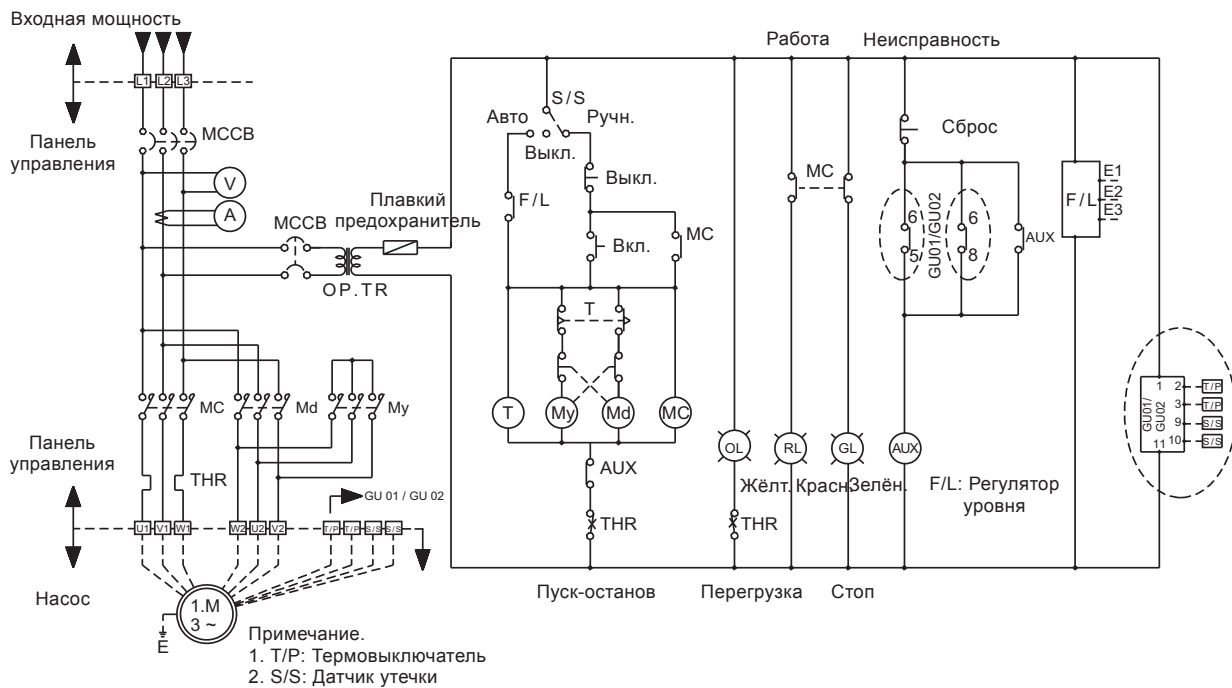 Входная мощность
L1 L2 L3
Панель
управления
MCCB
V
A
MCCB
Плавкий
предохранитель
OP.TR
MC Md My
Панель
управления
THR
GU 01 / GU 02
U1 V1 W1 W2 U2 V2 T/P T/P S/S S/S
Насос
1.M
3 ~
E
Примечание.
1. T/P: Термовыключатель
2. S/S: Датчик утечки
S/S
Авто Ручн.
Выкл.
Выкл.
F/L
Вкл.
MC
T
T My Md MC
AUX
THR
Пуск-останов
Работа Неисправность
Сброс
MC
6 6
5 8
GU01/GU02
AUX
F/L
E1
E2
E3
OL RL GL AUX
Жёлт. Красн. Зелён.
THR
F/L: Регулятор
уровня
Перегрузка Стоп
1 2 T/P
3 T/P
9 S/S
11 10 S/S
GU01/
GU02